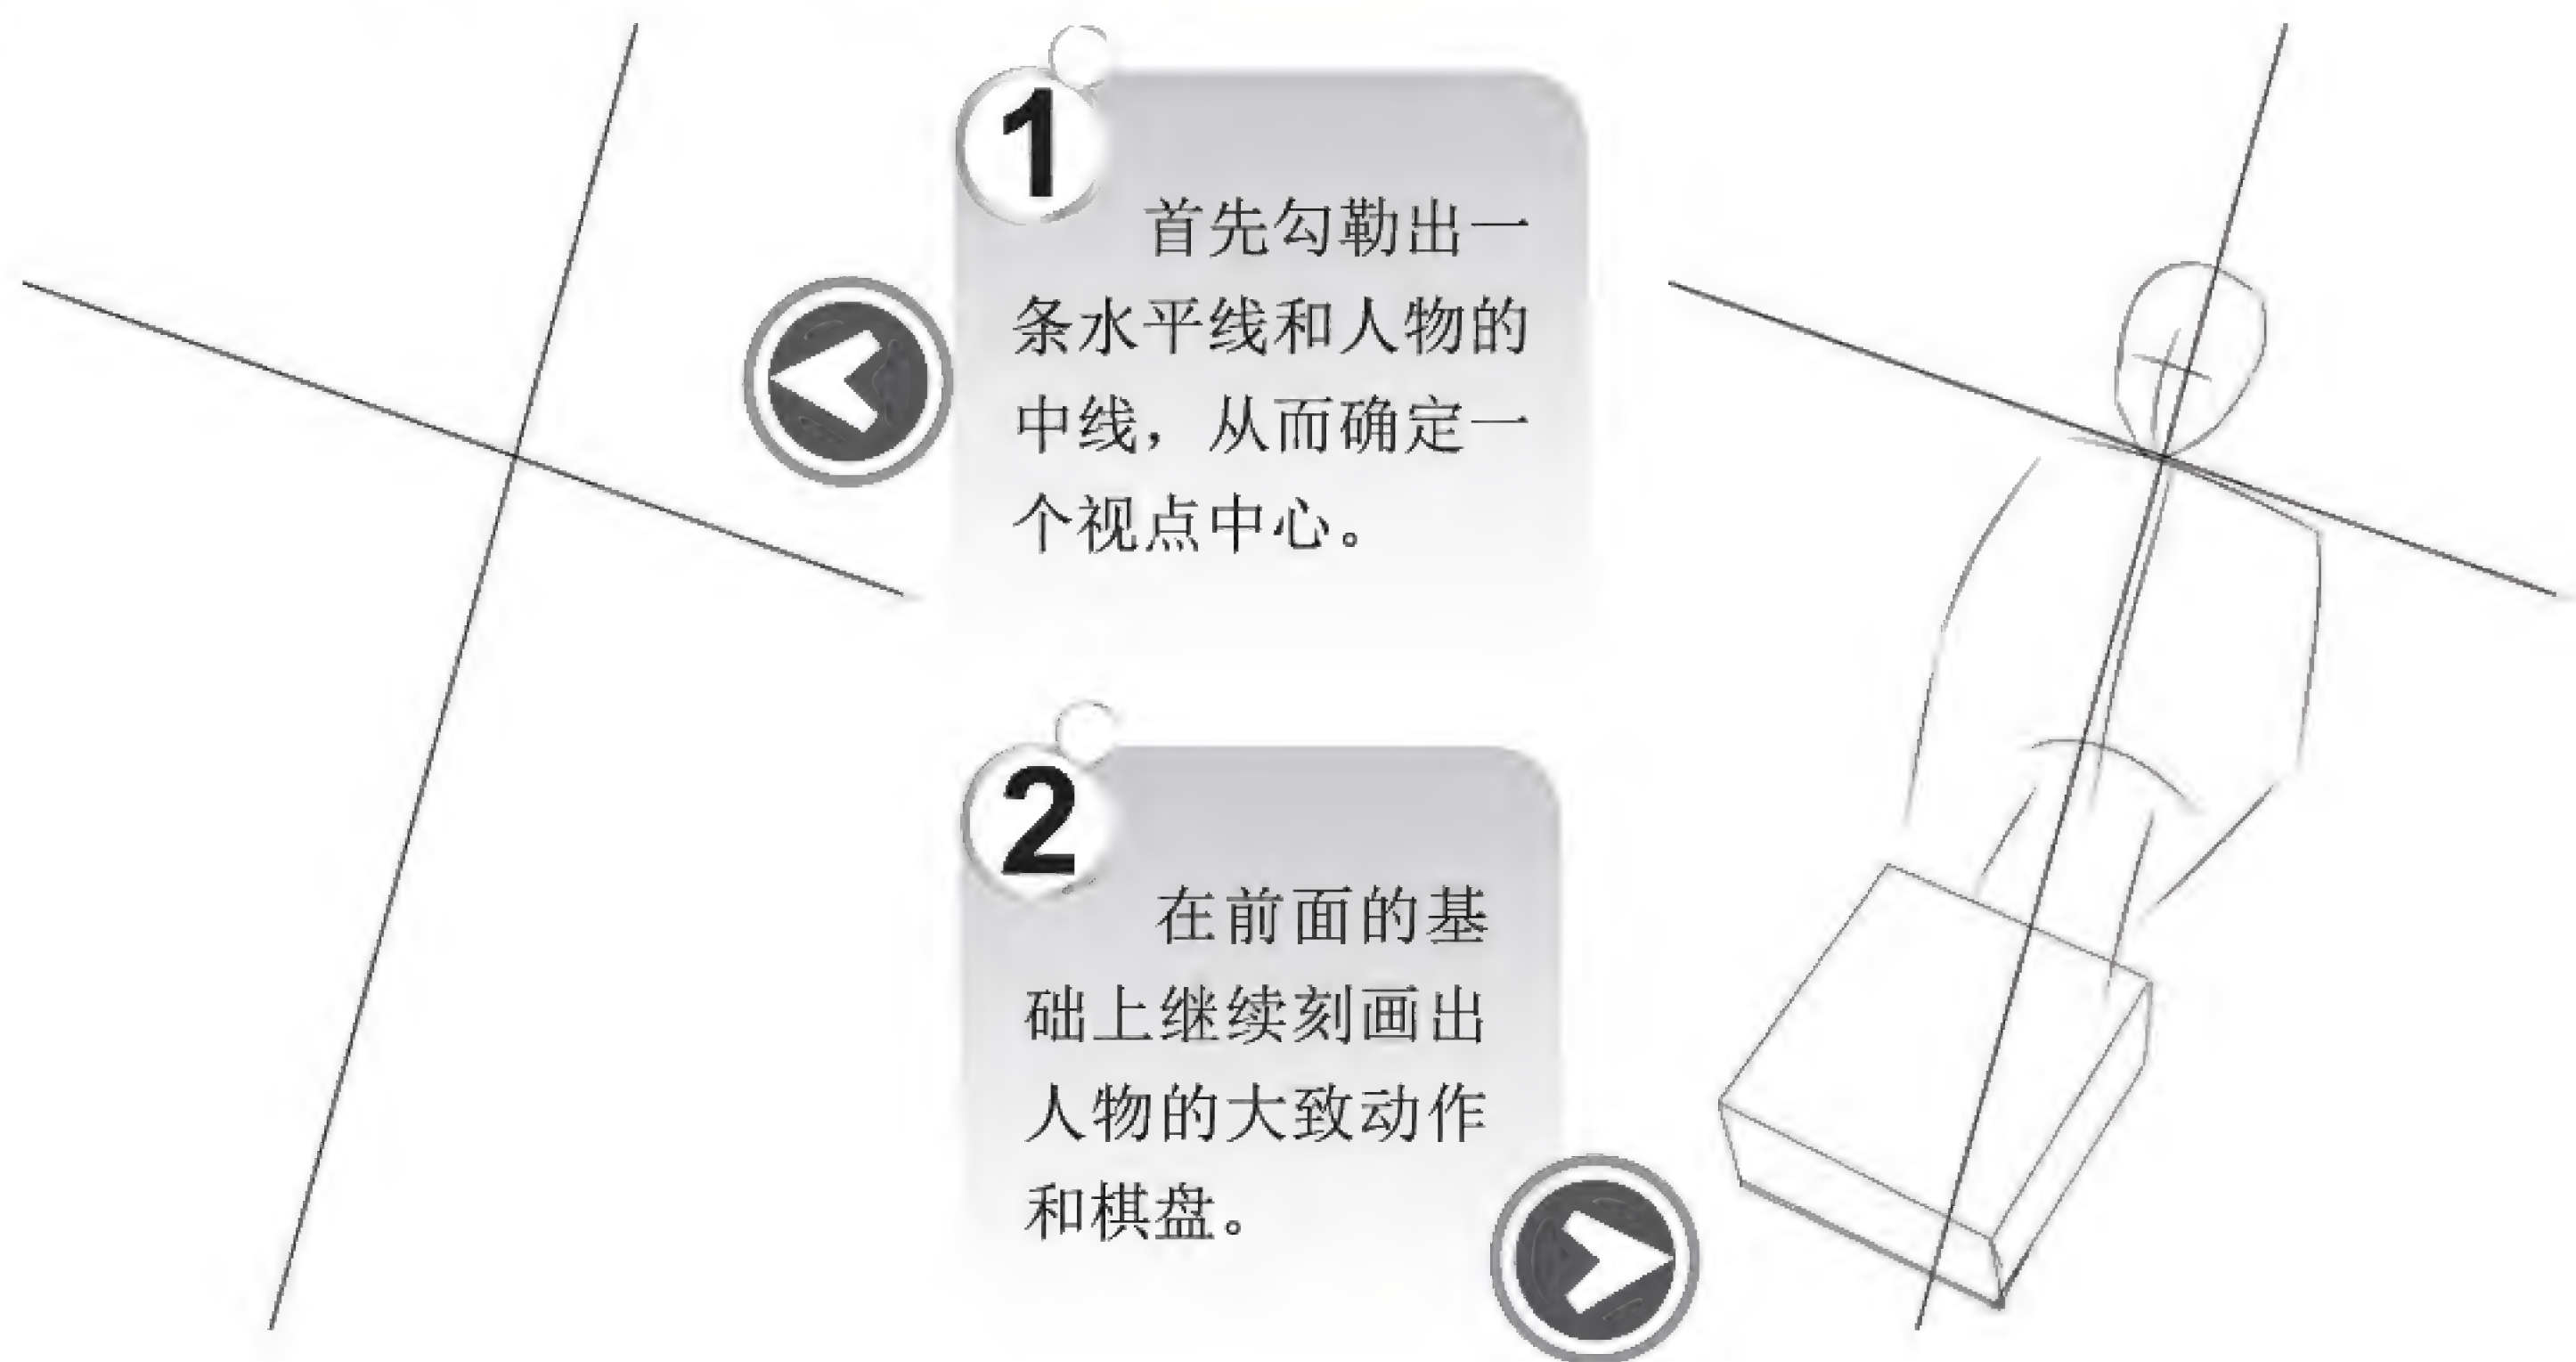 1
首先勾勒出一
条水平线和人物的
中线，从而确定一
个视点中心。
2
在前面的基
础上继续刻画出
人物的大致动作
和棋盘。